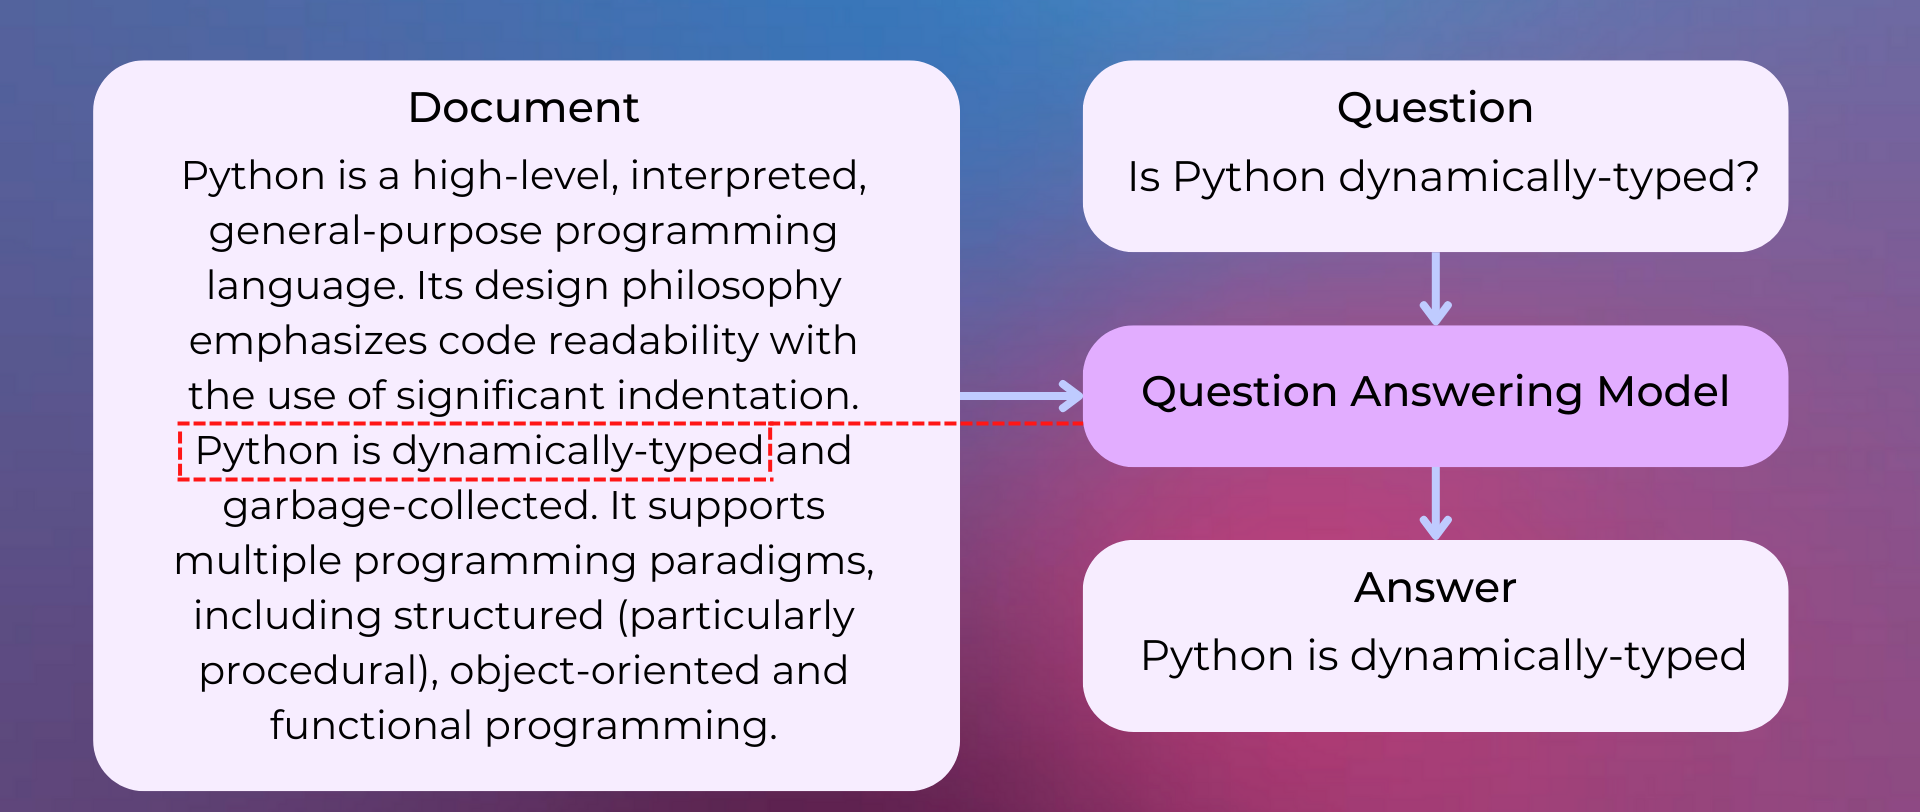 Document
Python is a high-level, interpreted,
general-purpose programming
language. Its design philosophy
emphasizes code readability with
the use of significant indentation.
Python is dynamically-typed and
garbage-collected. It supports
multiple programming paradigms,
including structured (particularly
procedural), object-oriented and
functional programming.
Question
Is Python dynamically-typed?
Question Answering Model
Answer
Python is dynamically-typed